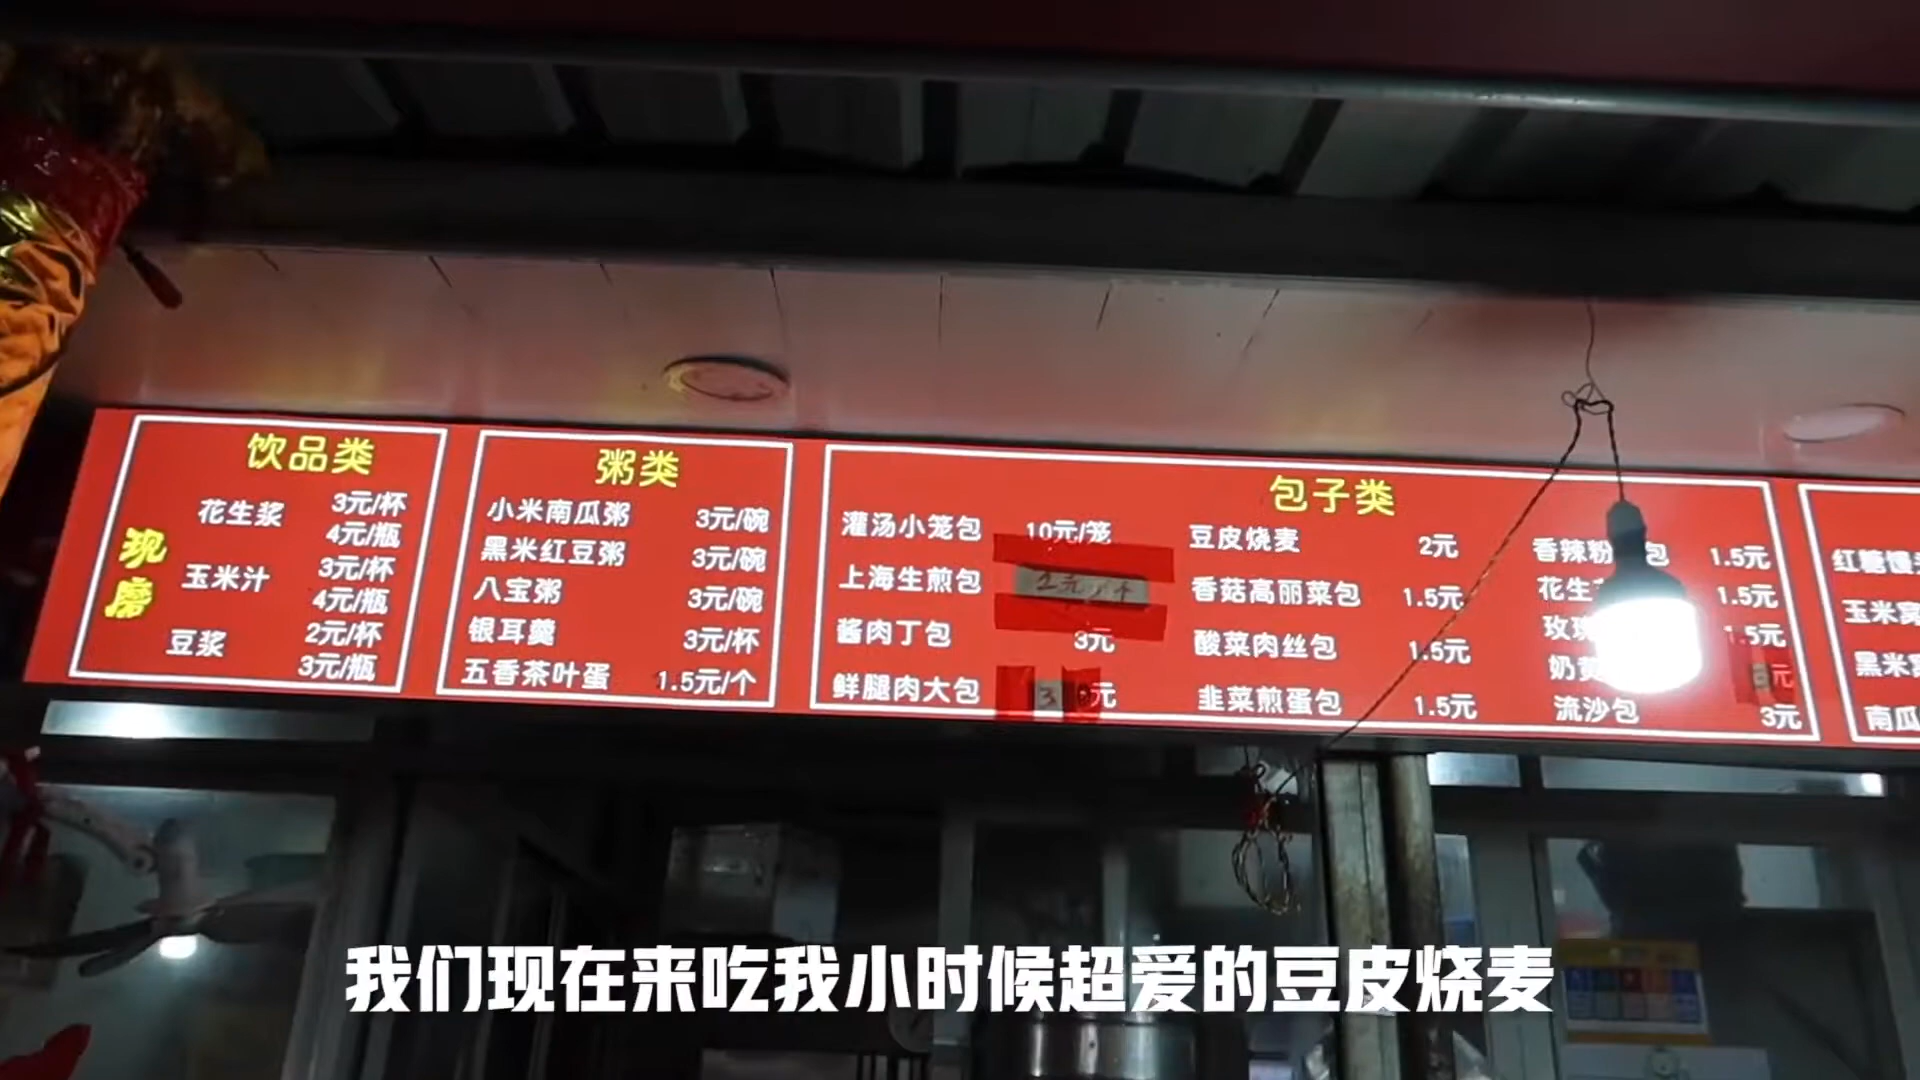 饮品类
现磨
花生浆 3元/杯
4元/瓶
玉米汁 3元/杯
4元/瓶
豆浆 2元/杯
3元/瓶
粥类
小米南瓜粥 3元/碗
黑米红豆粥 3元/碗
八宝粥 3元/碗
银耳羹 3元/杯
五香茶叶蛋 1.5元/个
包子类
灌汤小笼包 10元/笼
上海生煎包
酱肉丁包 3元
鲜腿肉大包 3 元
豆皮烧麦 2元
香菇高丽菜包 1.5元
酸菜肉丝包 1.5元
韭菜煎蛋包 1.5元
香辣粉 包 1.5元
花生 1.5元
玫 1.5元
奶黄 元
流沙包 3元
红糖馒
玉米窝
黑米窝
南瓜
我们现在来吃我小时候超爱的豆皮烧麦